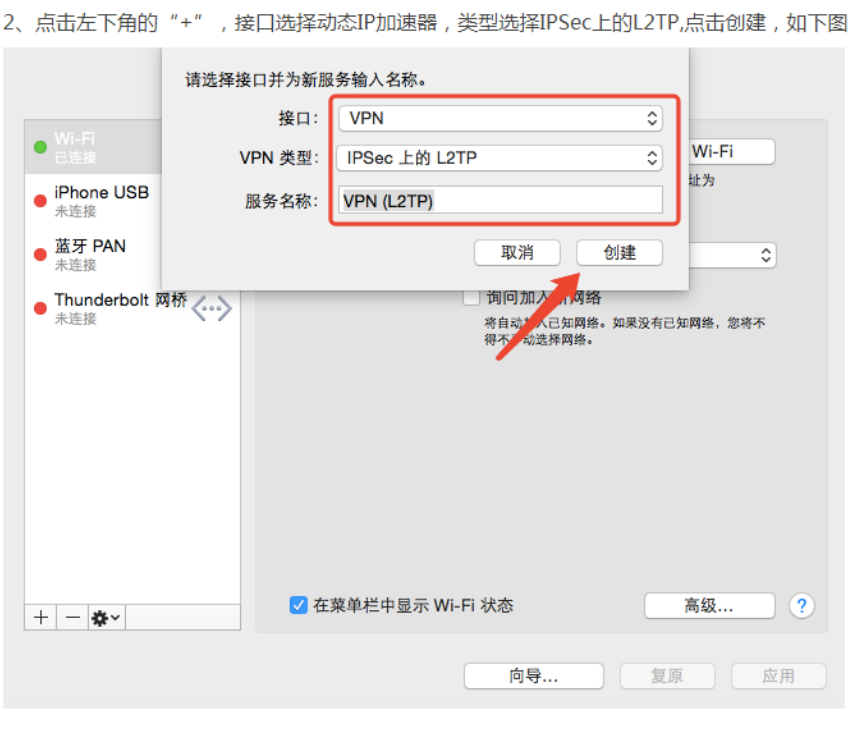 2、点击左下角的“+”，接口选择动态IP加速器，类型选择IPSec上的L2TP,点击创建，如下图
请选择接口并为新服务输入名称。
接口：
VPN
VPN 类型：
IPSec 上的 L2TP
服务名称：
VPN (L2TP)
取消
创建
Wi-Fi
已连接
iPhone USB
未连接
蓝牙 PAN
未连接
Thunderbolt 网桥
未连接
Wi-Fi
址为
询问加入新网络
将自动加入已知网络。如果没有已知网络，您将不
得不手动选择网络。
在菜单栏中显示 Wi-Fi 状态
高级...
?
向导...
复原
应用